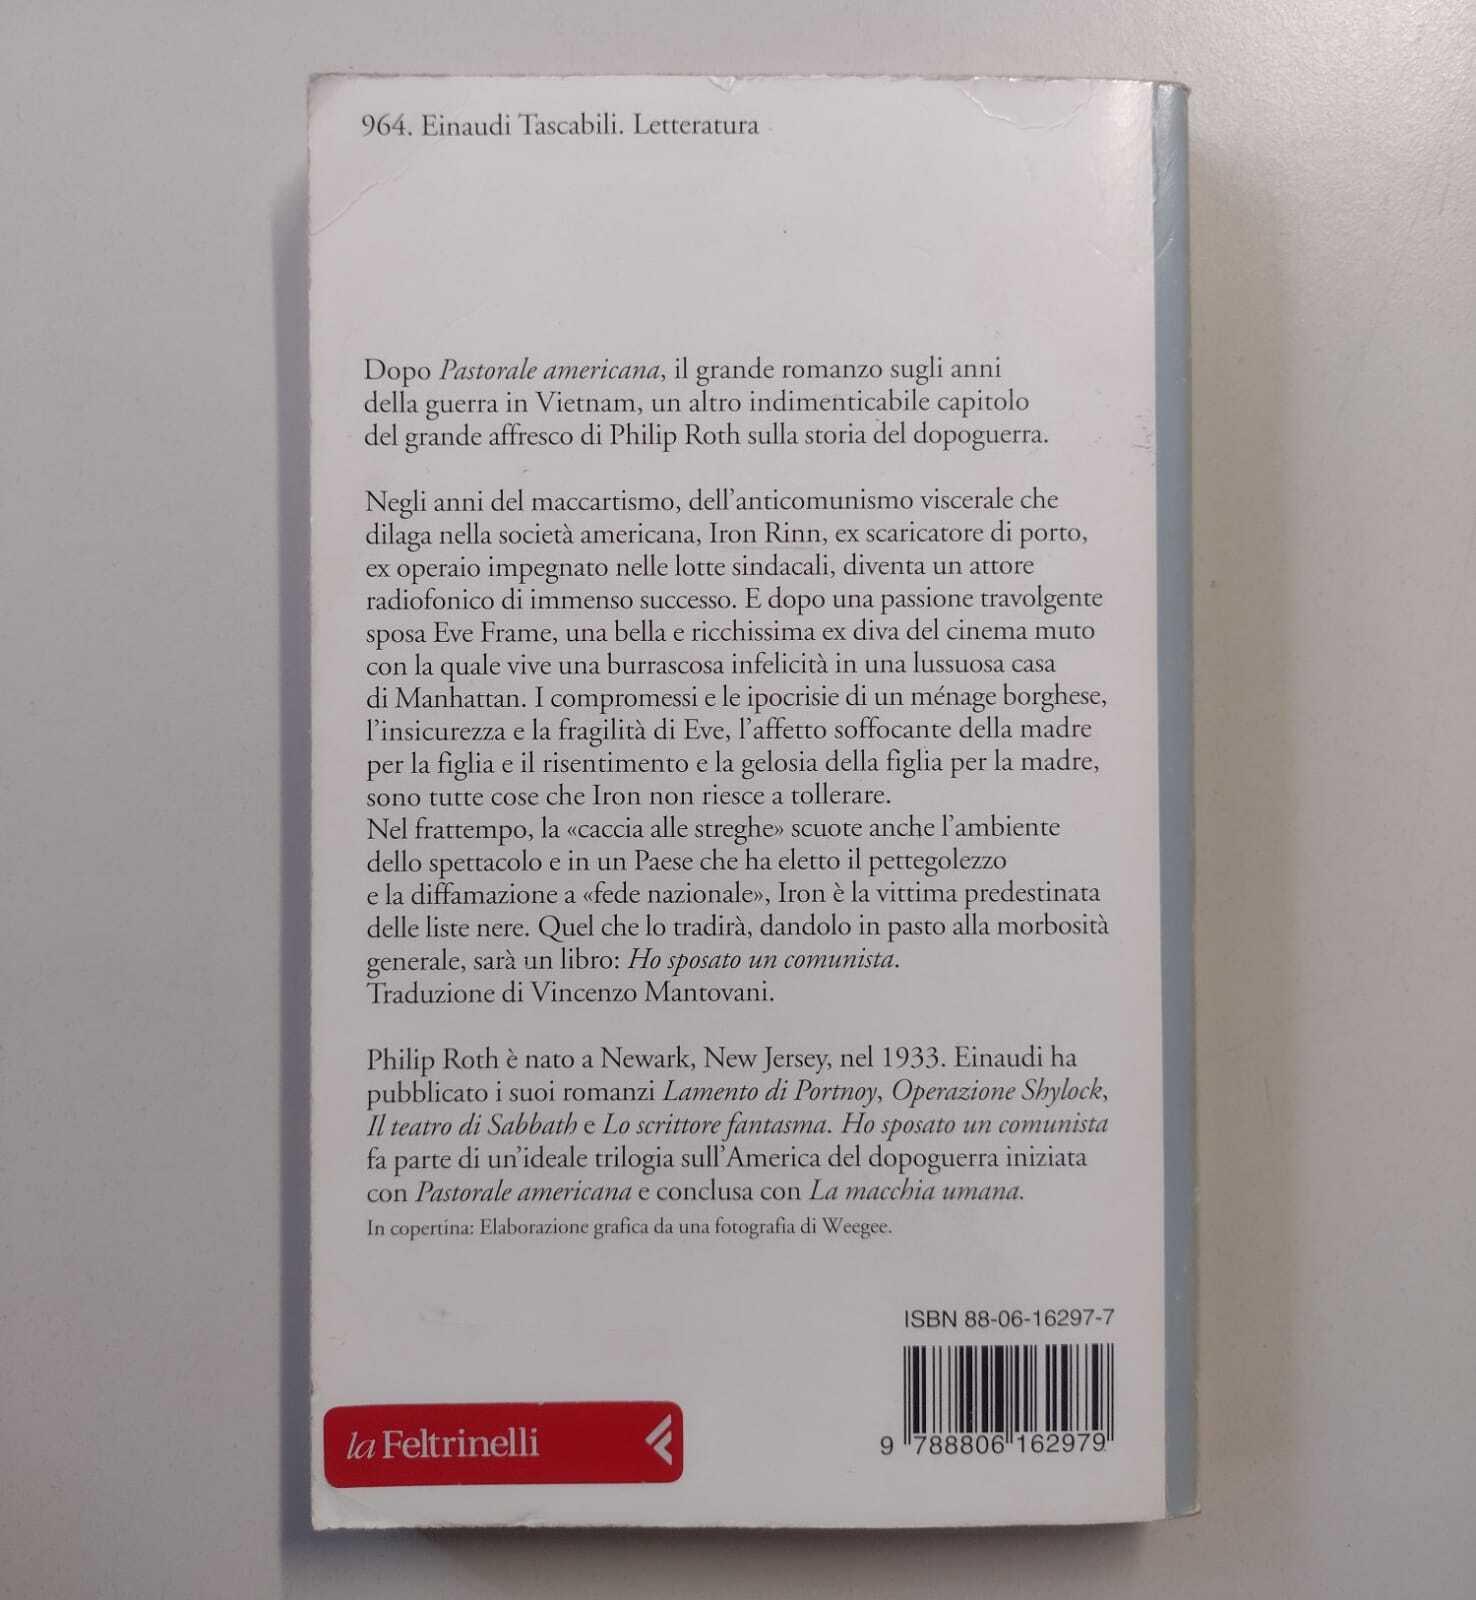 964. Einaudi Tascabili. Letteratura
Dopo Pastorale americana, il grande romanzo sugli anni
della guerra in Vietnam, un altro indimenticabile capitolo
del grande affresco di Philip Roth sulla storia del dopoguerra.
Negli anni del maccartismo, dell'anticomunismo viscerale che
dilaga nella società americana, Iron Rinn, ex scaricatore di porto,
ex operaio impegnato nelle lotte sindacali, diventa un attore
radiofonico di immenso successo. E dopo una passione travolgente
sposa Eve Frame, una bella e ricchissima ex diva del cinema muto
con la quale vive una burrascosa infelicità in una lussuosa casa
di Manhattan. I compromessi e le ipocrisie di un ménage borghese,
l'insicurezza e la fragilità di Eve, l'affetto soffocante della madre
per la figlia e il risentimento e la gelosia della figlia per la madre,
sono tutte cose che Iron non riesce a tollerare.
Nel frattempo, la «caccia alle streghe» scuote anche l'ambiente
dello spettacolo e in un Paese che ha eletto il pettegolezzo
e la diffamazione a «fede nazionale», Iron è la vittima predestinata
delle liste nere. Quel che lo tradirà, dandolo in pasto alla morbosità
generale, sarà un libro: Ho sposato un comunista.
Traduzione di Vincenzo Mantovani.
Philip Roth è nato a Newark, New Jersey, nel 1933. Einaudi ha
pubblicato i suoi romanzi Lamento di Portnoy, Operazione Shylock,
Il teatro di Sabbath e Lo scrittore fantasma. Ho sposato un comunista
fa parte di un'ideale trilogia sull'America del dopoguerra iniziata
con Pastorale americana e conclusa con La macchia umana.
In copertina: Elaborazione grafica da una fotografia di Weegee.
ISBN 88-06-16297-7
9 788806 162979
la Feltrinelli